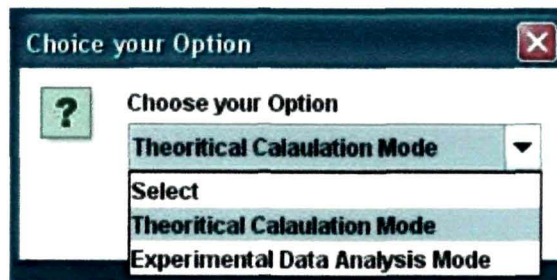 Choice your Option
?
Choose your Option
Theoritical Calaulation Mode
Select
Theoritical Calaulation Mode
Experimental Data Analysis Mode